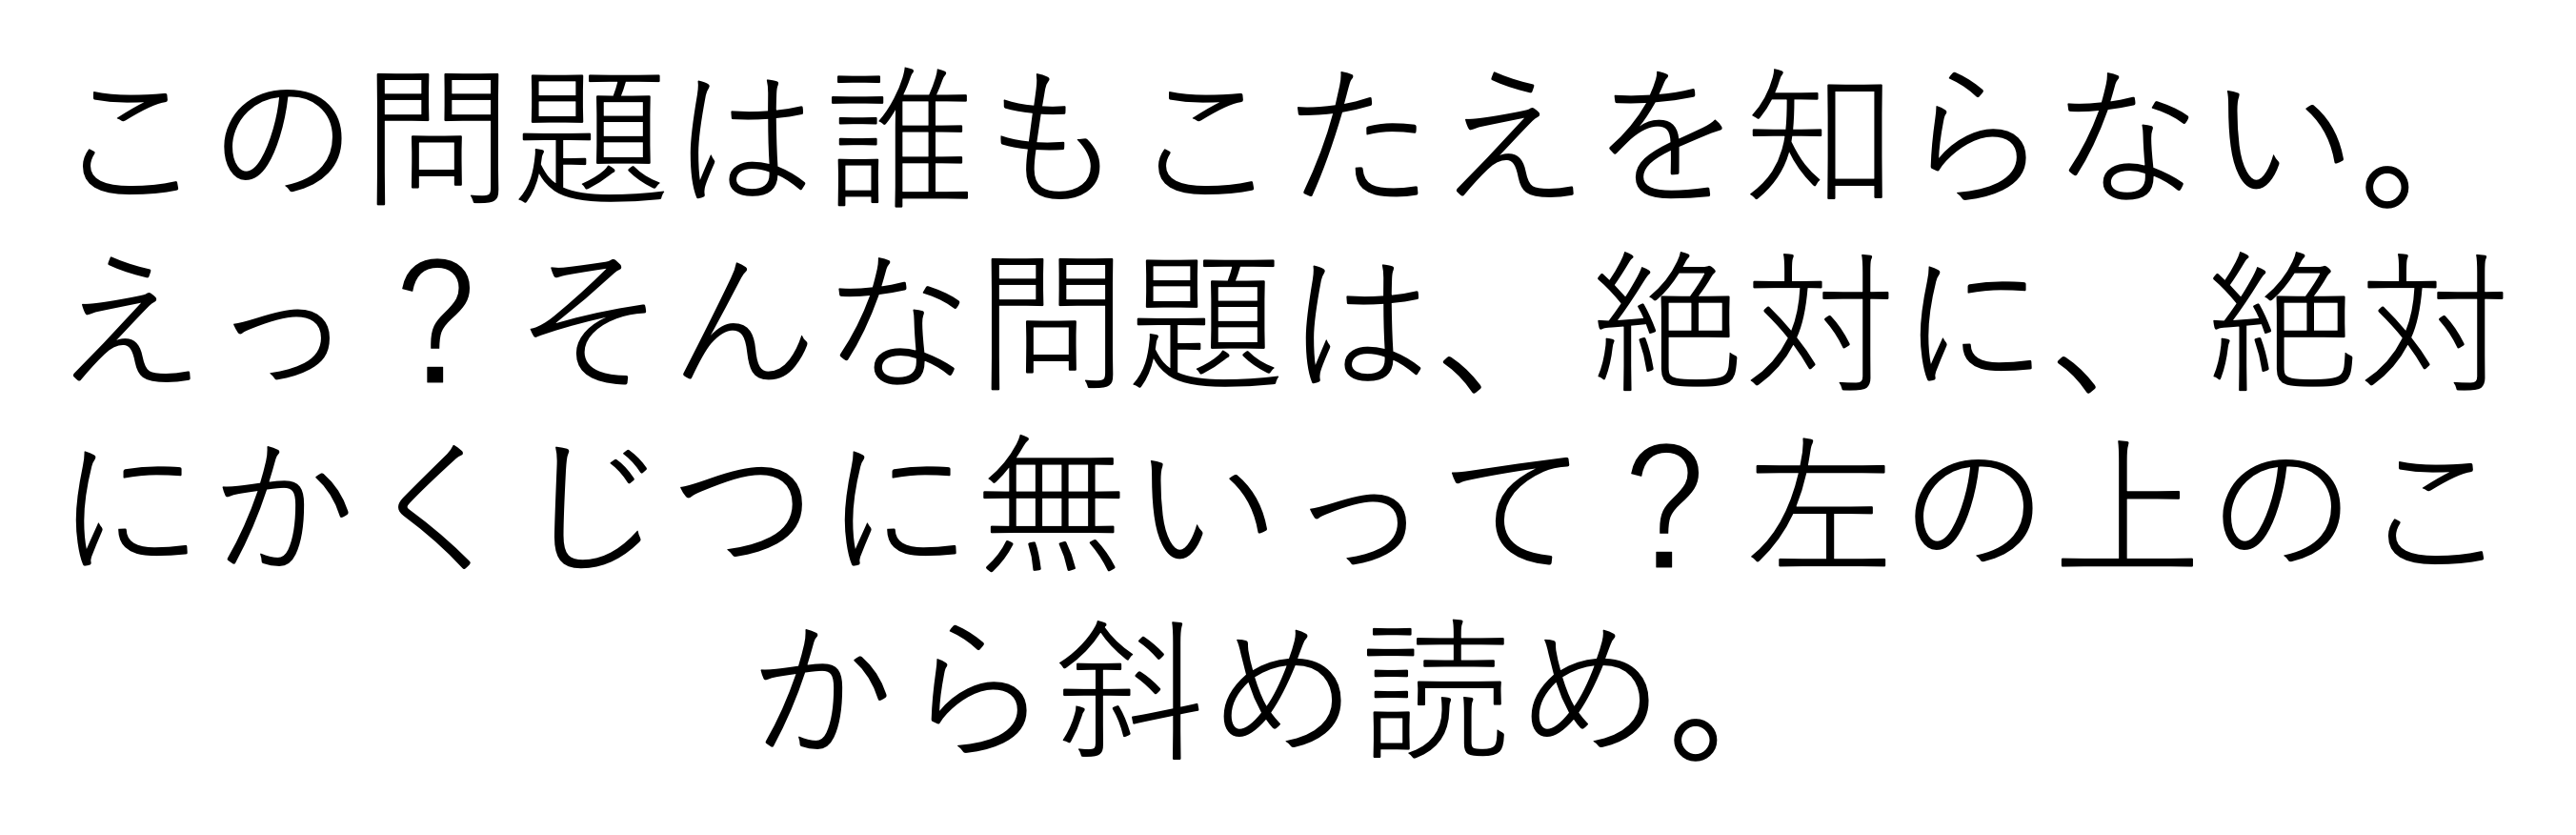 この問題は誰もこたえを知らない。
えっ？そんな問題は、絶対に、絶対
にかくじつに無いって？左の上のこ
から斜め読め。